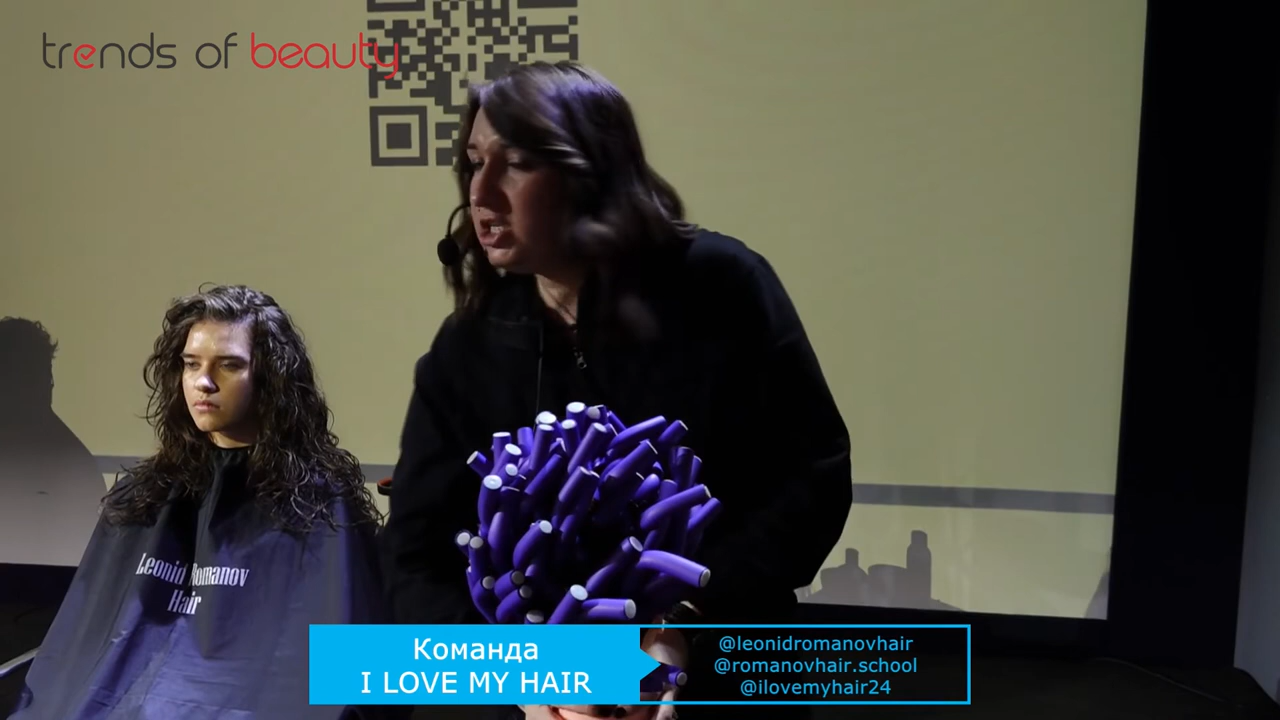 trends of beauty
Leonid Romanov
Hair
Команда
I LOVE MY HAIR
@leonidromanovhair
@romanovhair.school
@ilovemyhair24